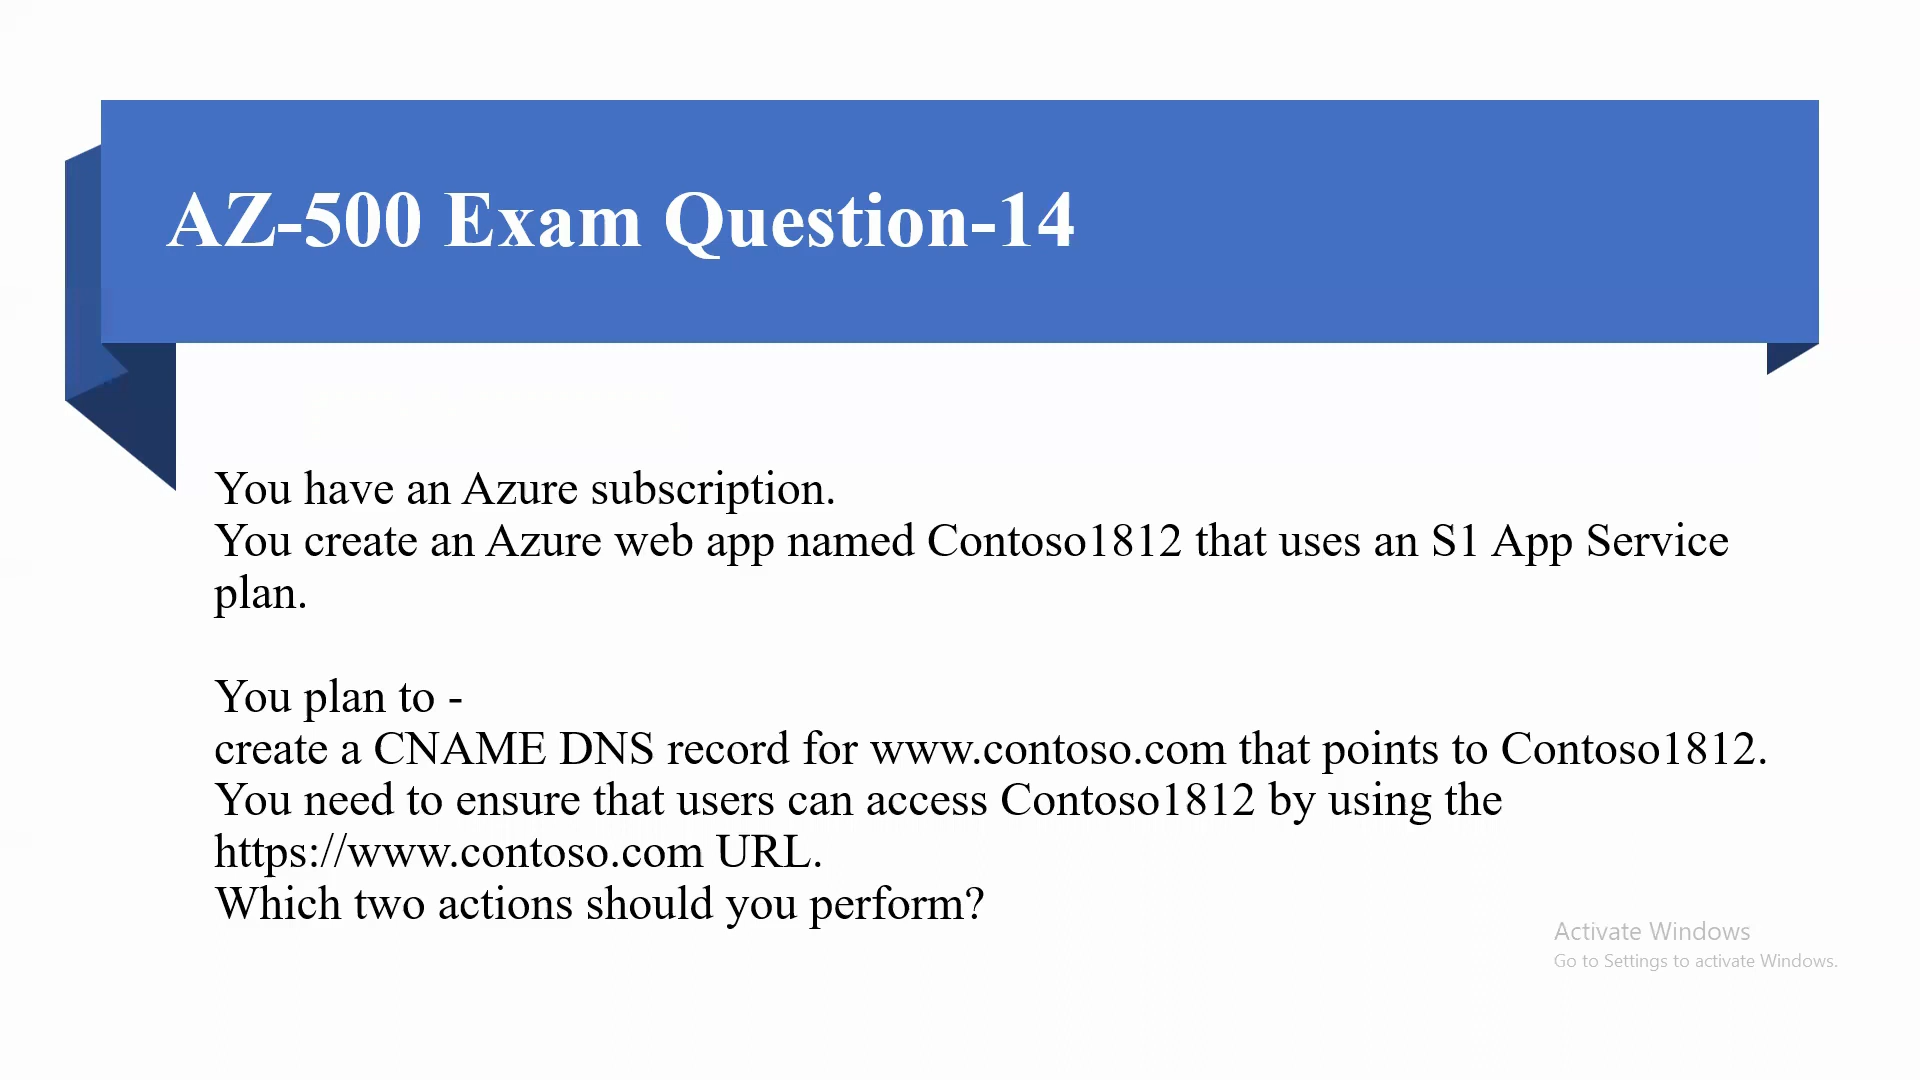 AZ-500 Exam Question-14
You have an Azure subscription.
You create an Azure web app named Contoso1812 that uses an S1 App Service
plan.
You plan to -
create a CNAME DNS record for www.contoso.com that points to Contoso1812.
You need to ensure that users can access Contoso1812 by using the
https://www.contoso.com URL.
Which two actions should you perform?
Activate Windows
Go to Settings to activate Windows.